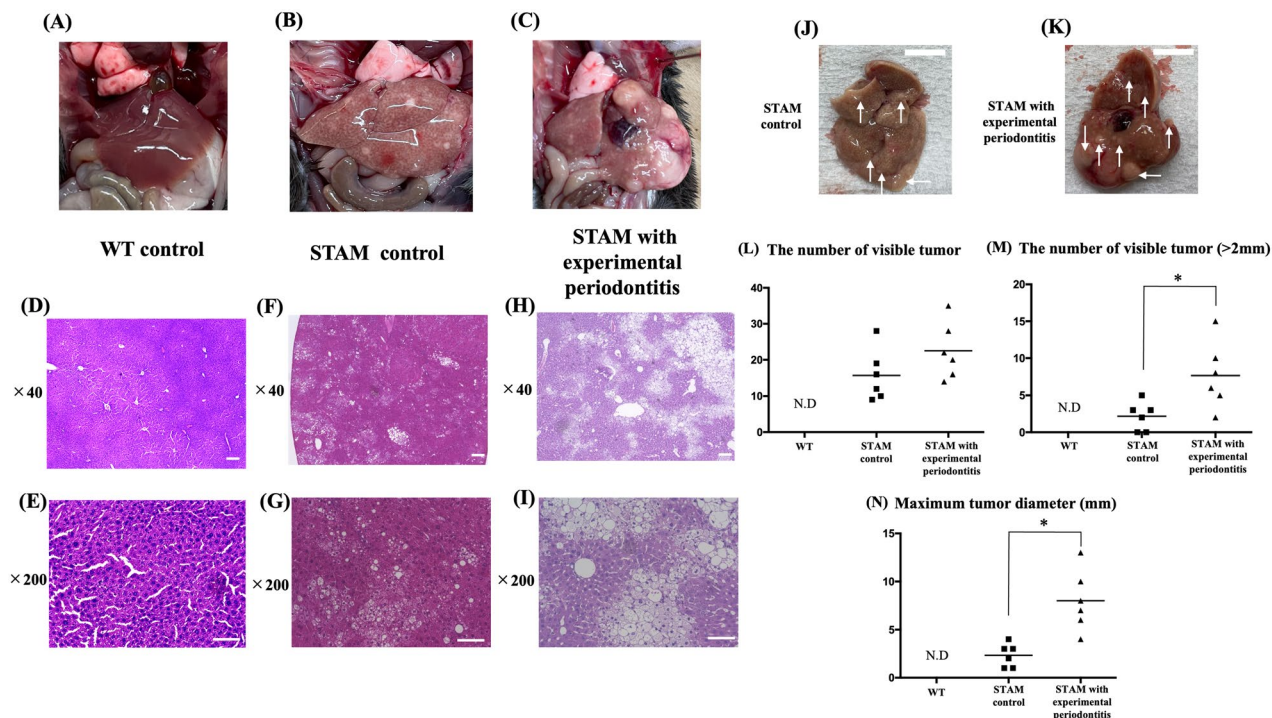 (A)
(B)
(C)
(J)
(K)
STAM
control
STAM with
experimental
periodontitis
WT control
STAM  control
STAM with
experimental
periodontitis
(D)
(F)
(H)
×40
×40
×40
(E)
(G)
(I)
×200
×200
×200
(L) The number of visible tumor
40
30
20
10
0
N.D
WT
STAM
control
STAM with
experimental
periodontitis
(M) The number of visible tumor (>2mm)
20
15
10
5
0
N.D
*
WT
STAM
control
STAM with
experimental
periodontitis
(N) Maximum tumor diameter (mm)
15
10
5
0
N.D
*
WT
STAM
control
STAM with
experimental
periodontitis